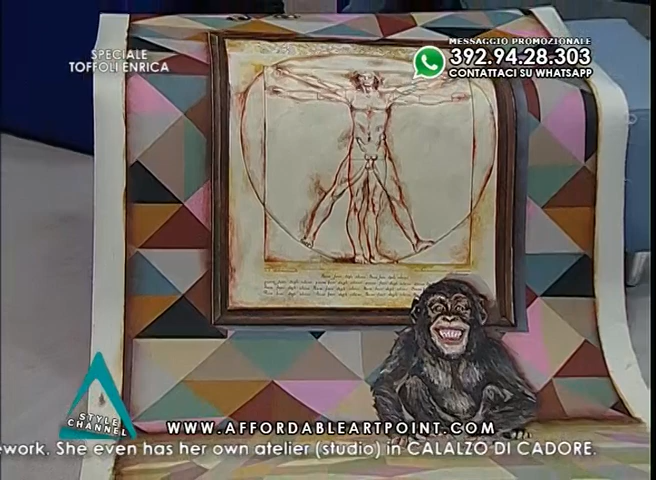 MESSAGGIO PROMOZIONALE
SPECIALE
TOFFOLI ENRICA
392.94.28.303
CONTATTACI SU WHATSAPP
STYLE
CHANNEL
WWW.AFFORDABLEARTPOINT.COM
ework. She even has her own atelier (studio) in CALALZO DI CADORE.